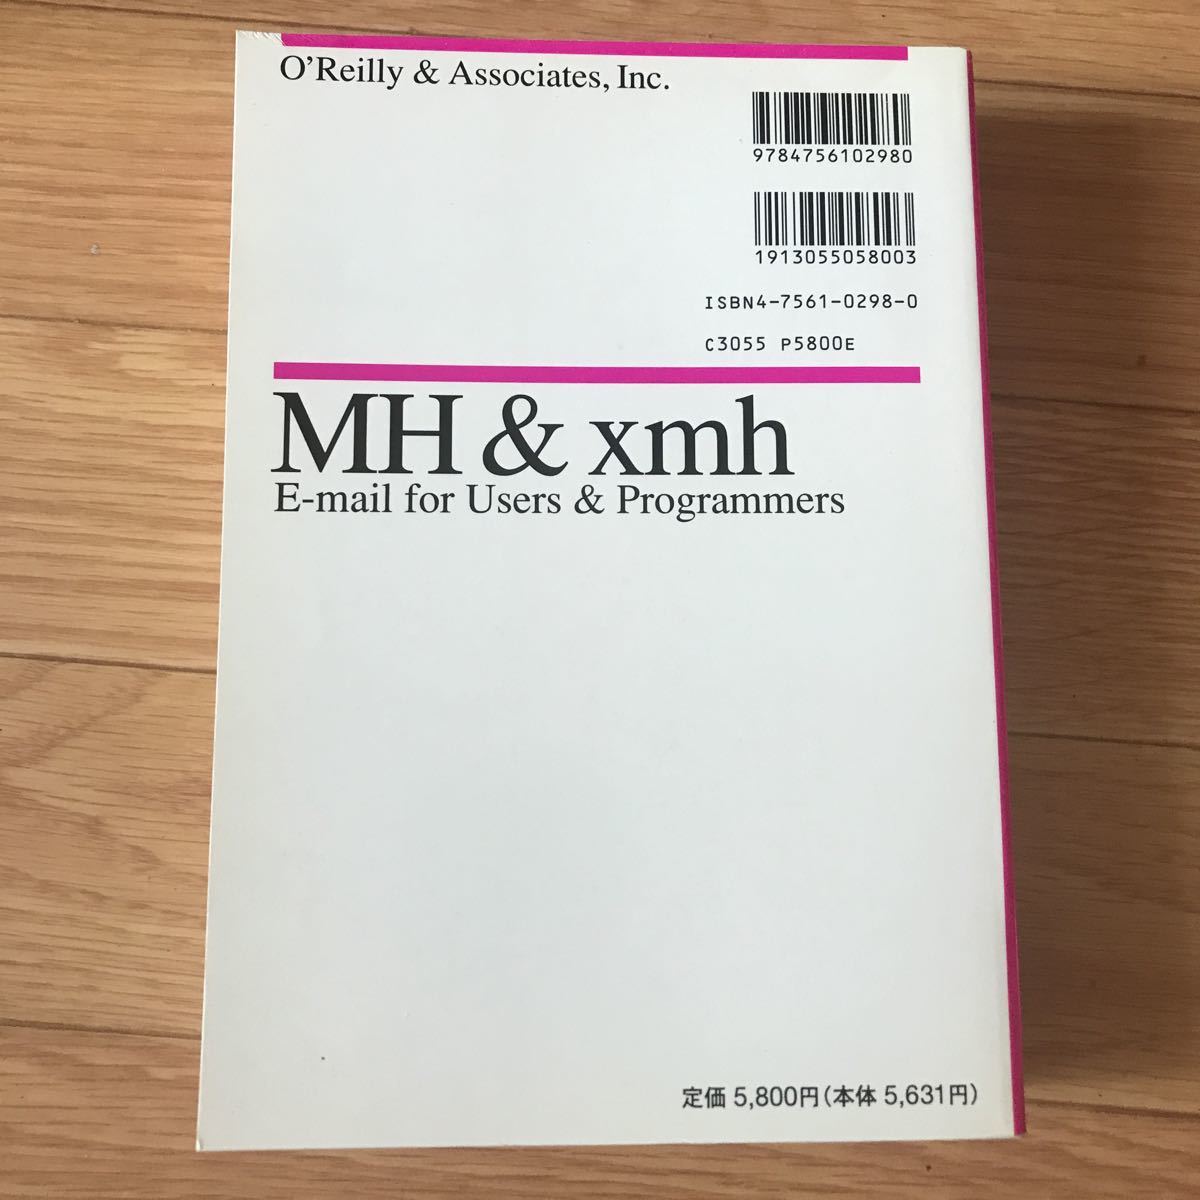 O'Reilly & Associates, Inc.
9784756102980
1913055058003
ISBN4-7561-0298-0
C3055 P5800E
MH & xmh
E-mail for Users & Programmers
定価 5,800円(本体 5,631円)